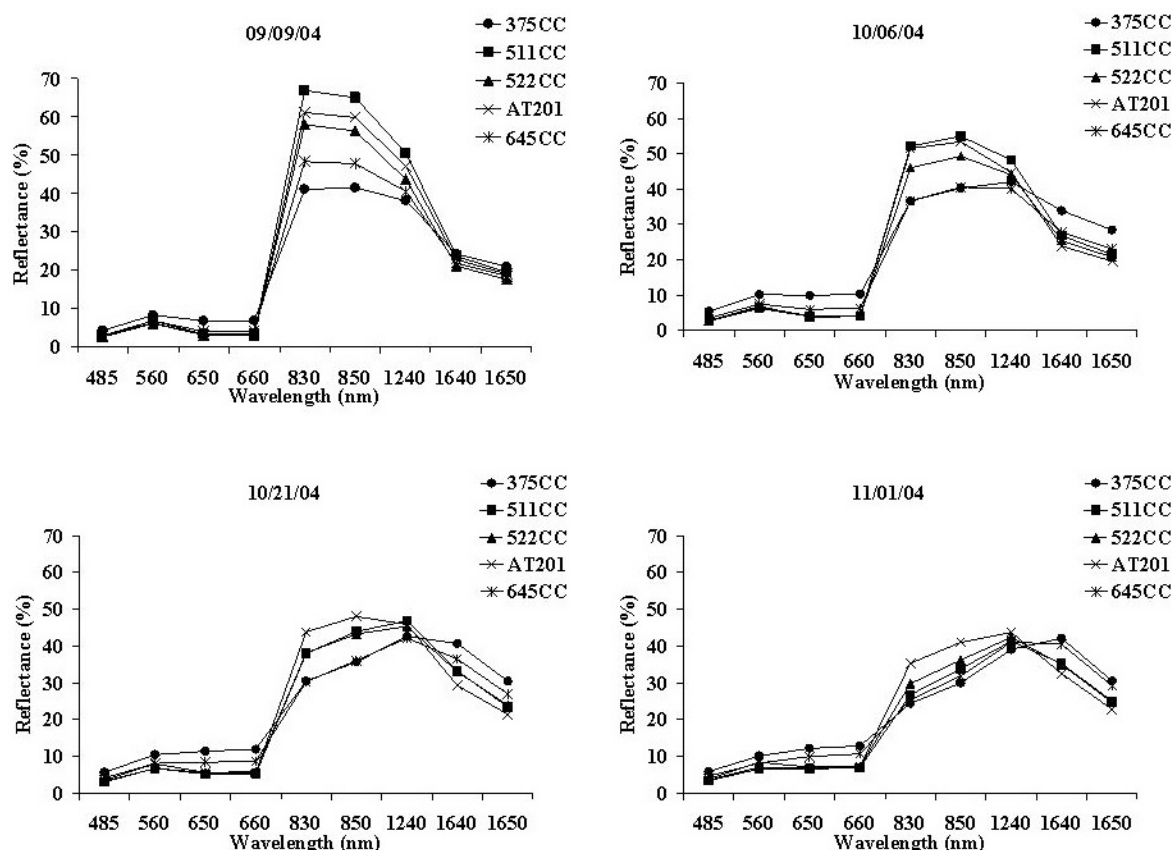 09/09/04
375CC
511CC
522CC
AT201
645CC
Reflectance (%)
70
60
50
40
30
20
10
0
485 560 650 660 830 850 1240 1640 1650
Wavelength (nm)
10/06/04
375CC
511CC
522CC
AT201
645CC
Reflectance (%)
70
60
50
40
30
20
10
0
485 560 650 660 830 850 1240 1640 1650
Wavelength (nm)
10/21/04
375CC
511CC
522CC
AT201
645CC
Reflectance (%)
70
60
50
40
30
20
10
0
485 560 650 660 830 850 1240 1640 1650
Wavelength (nm)
11/01/04
375CC
511CC
522CC
AT201
645CC
Reflectance (%)
70
60
50
40
30
20
10
0
485 560 650 660 830 850 1240 1640 1650
Wavelength (nm)